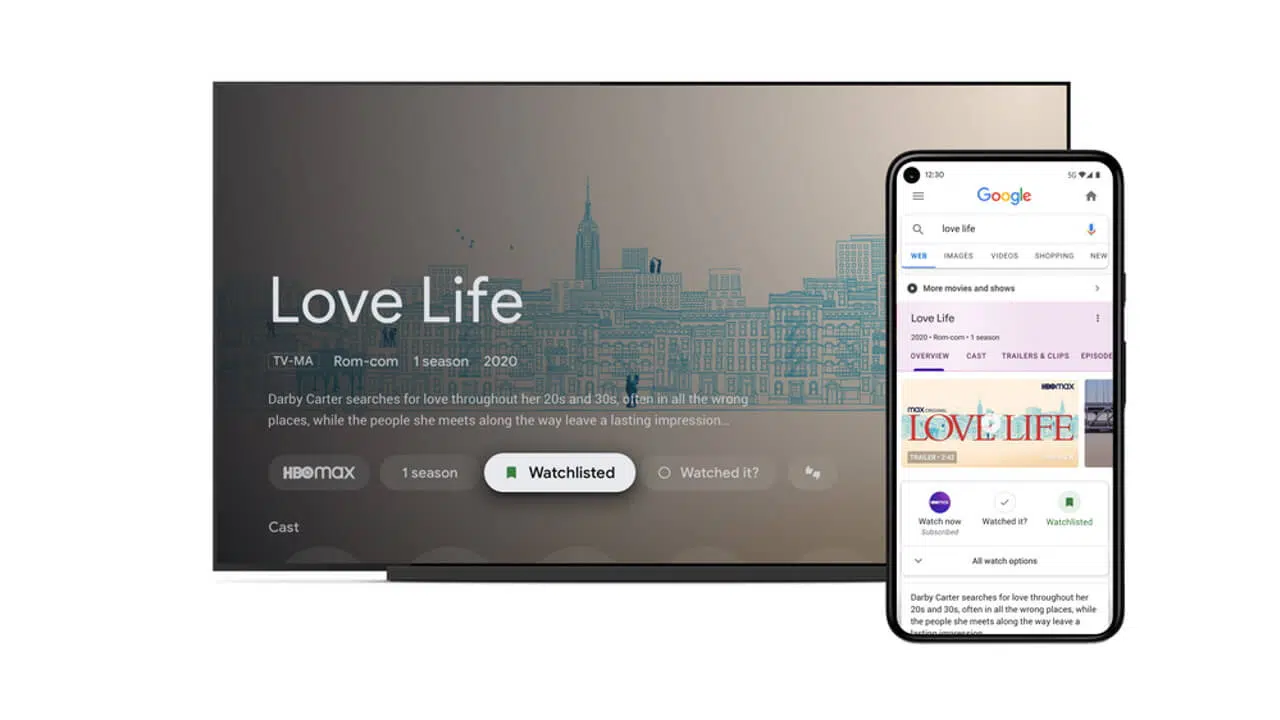 Love Life
TV-MA Rom-com 1 season 2020
Darby Carter searches for love throughout her 20s and 30s, often in all the wrong
places, while the people she meets along the way leave a lasting impression...
HBOMAX 1 season Watchlisted Watched it?
Cast
12:30 5G
Google
love life
WEB IMAGES VIDEOS SHOPPING NEW
More movies and shows
Love Life
2020 • Rom-com • 1 season
OVERVIEW CAST TRAILERS & CLIPS EPISODE
HBOMAX
max ORIGINAL
LOVE LIFE
TRAILER • 2:42
HBOMAX
Watch now Watched it? Watchlisted
Subscribed
All watch options
Darby Carter searches for love throughout her
20s and 30s, often in all the wrong places, while
the people she meets along the way leave a
lasting impression